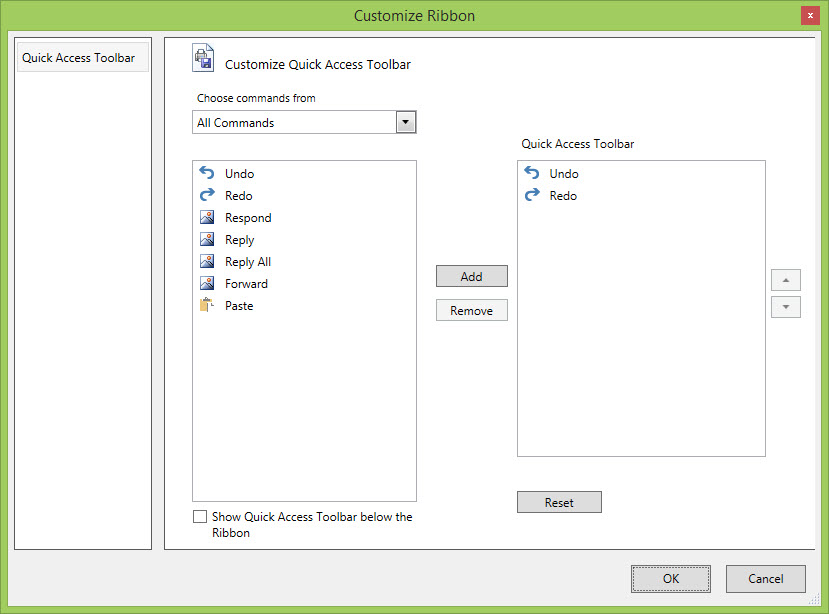 Customize Ribbon
x
Quick Access Toolbar
Customize Quick Access Toolbar
Choose commands from
All Commands
Undo
Redo
Respond
Reply
Reply All
Forward
Paste
Show Quick Access Toolbar below the
Ribbon
Add
Remove
Quick Access Toolbar
Undo
Redo
Reset
OK
Cancel